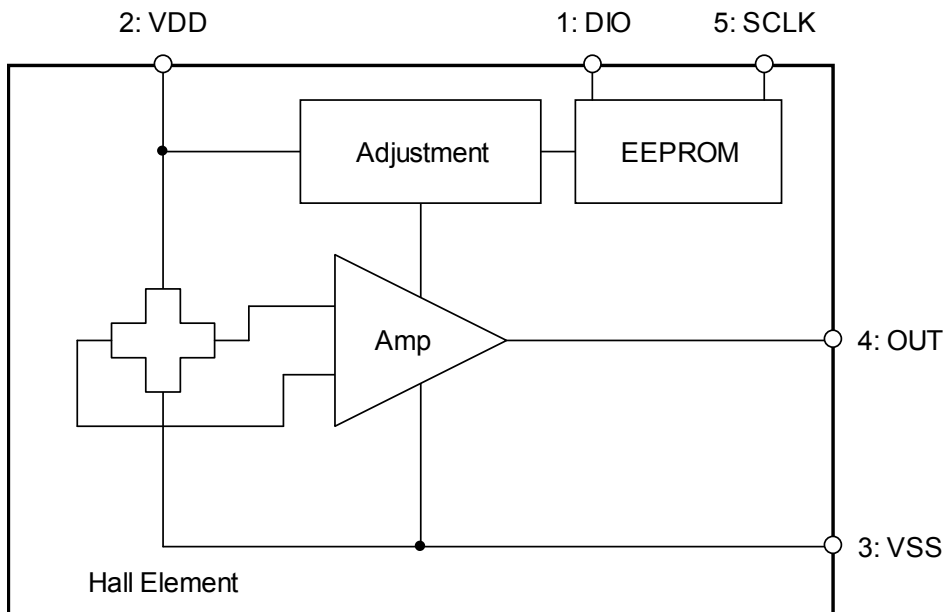 2: VDD
1: DIO
5: SCLK
Adjustment
EEPROM
Amp
4: OUT
3: VSS
Hall Element